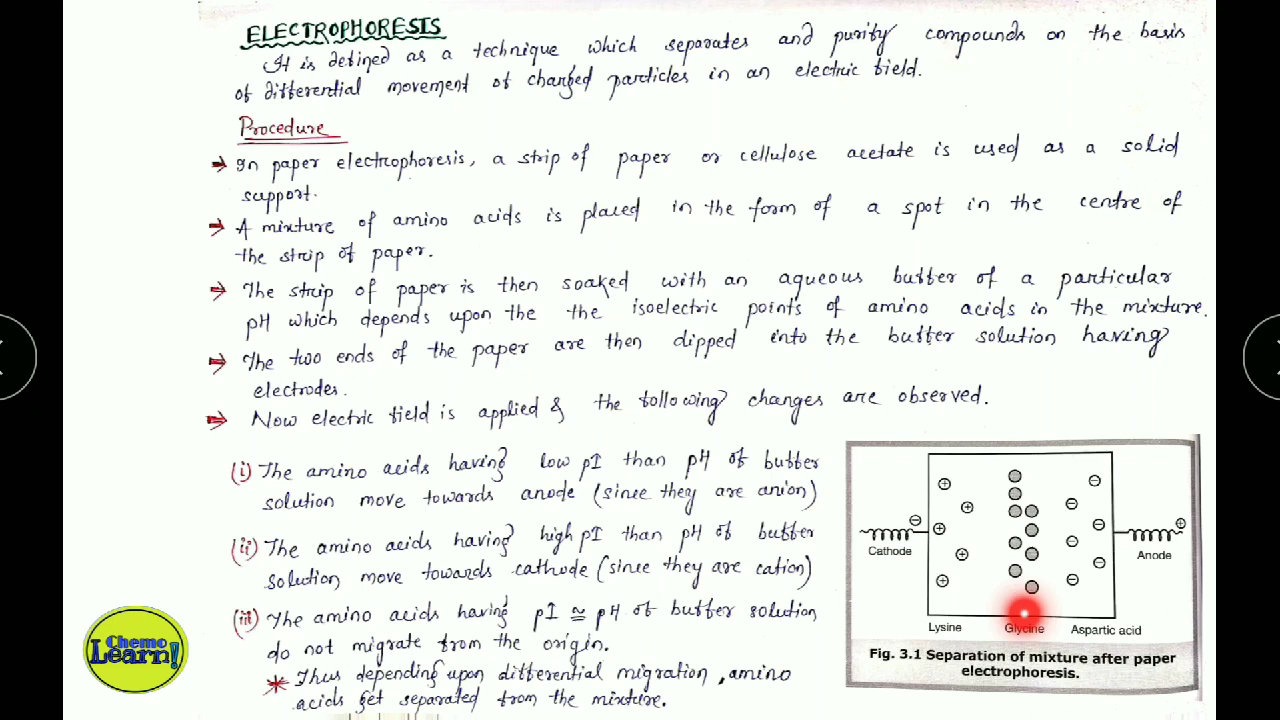 ELECTROPHORESIS
It is defined as a technique which separates and purify compounds on the basis
of differential movement of charged particles in an electric field.
Procedure
→ In paper electrophoresis, a strip of paper or cellulose acetate is used as a solid
support.
→ A mixture of amino acids is placed in the form of a spot in the centre of
the strip of paper.
→ The strip of paper is then soaked with an aqueous buffer of a particular
pH which depends upon the the isoelectric points of amino acids in the mixture.
→ The two ends of the paper are then dipped into the buffer solution having
electrodes.
→ Now electric field is applied & the following changes are observed.
(i) The amino acids having low pI than pH of buffer
solution move towards anode (since they are anion)
(ii) The amino acids having high pI than pH of buffer
solution move towards cathode (since they are cation)
(iii) The amino acids having pI ≅ pH of buffer solution
do not migrate from the origin.
* Thus depending upon differential migration, amino
acids get separated from the mixture.
Cathode
Anode
Lysine Glycine Aspartic acid
Fig. 3.1 Separation of mixture after paper
electrophoresis.
Chemo
Learn!